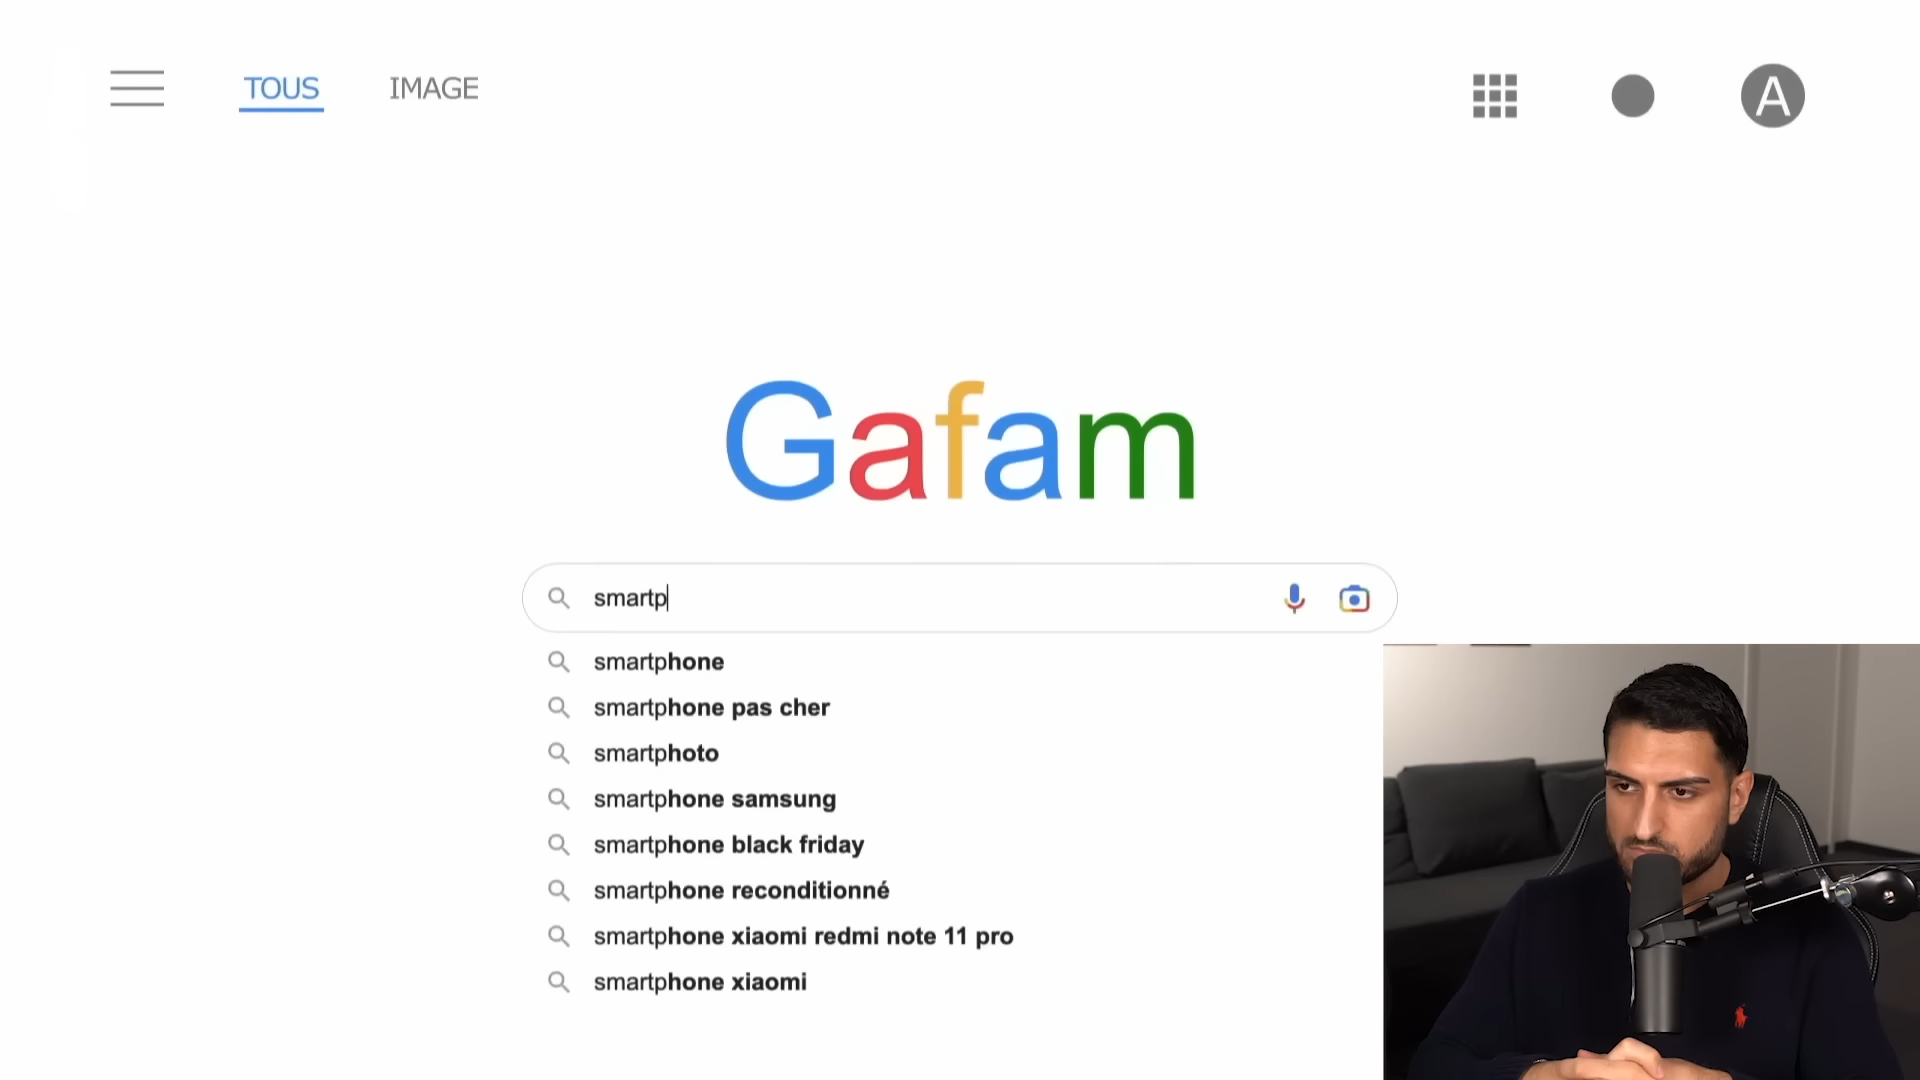 TOUS IMAGE A
Gafam
smartp
smartphone
smartphone pas cher
smartphoto
smartphone samsung
smartphone black friday
smartphone reconditionné
smartphone xiaomi redmi note 11 pro
smartphone xiaomi